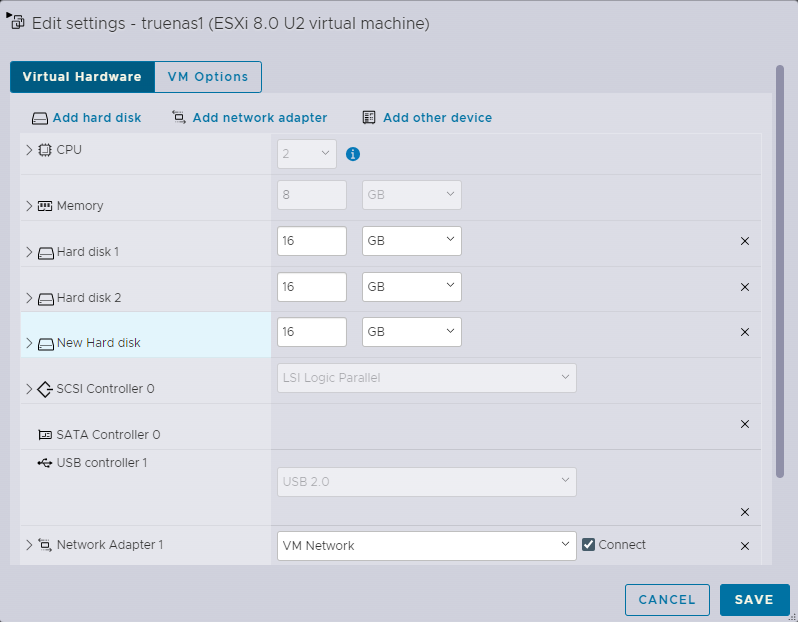 Edit settings - truenas1 (ESXi 8.0 U2 virtual machine)
Virtual Hardware VM Options
Add hard disk Add network adapter Add other device
CPU 2
Memory 8 GB
Hard disk 1 16 GB
Hard disk 2 16 GB
New Hard disk 16 GB
SCSI Controller 0 LSI Logic Parallel
SATA Controller 0
USB controller 1
USB 2.0
Network Adapter 1 VM Network Connect
CANCEL SAVE